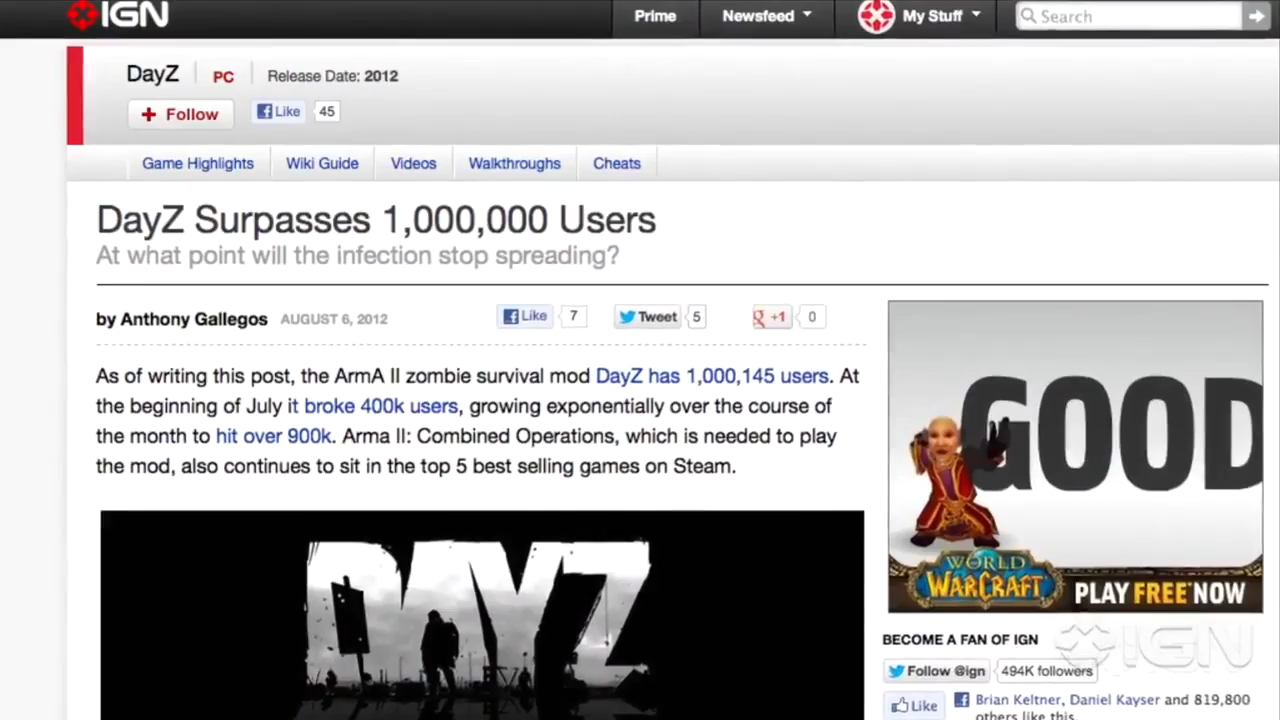 IGN
Prime
Newsfeed
My Stuff
Search
DayZ
PC
Release Date: 2012
Follow
Like
45
Game Highlights
Wiki Guide
Videos
Walkthroughs
Cheats
DayZ Surpasses 1,000,000 Users
At what point will the infection stop spreading?
by Anthony Gallegos AUGUST 6, 2012
Like 7
Tweet 5
g +1 0
As of writing this post, the ArmA II zombie survival mod DayZ has 1,000,145 users. At
the beginning of July it broke 400k users, growing exponentially over the course of
the month to hit over 900k. Arma II: Combined Operations, which is needed to play
the mod, also continues to sit in the top 5 best selling games on Steam.
DAYZ
GOOD
WORLD
WARCRAFT
PLAY FREE NOW
BECOME A FAN OF IGN
IGN
Follow @ign
494K followers
Like
Brian Keltner, Daniel Kayser and 819,800
others like this.